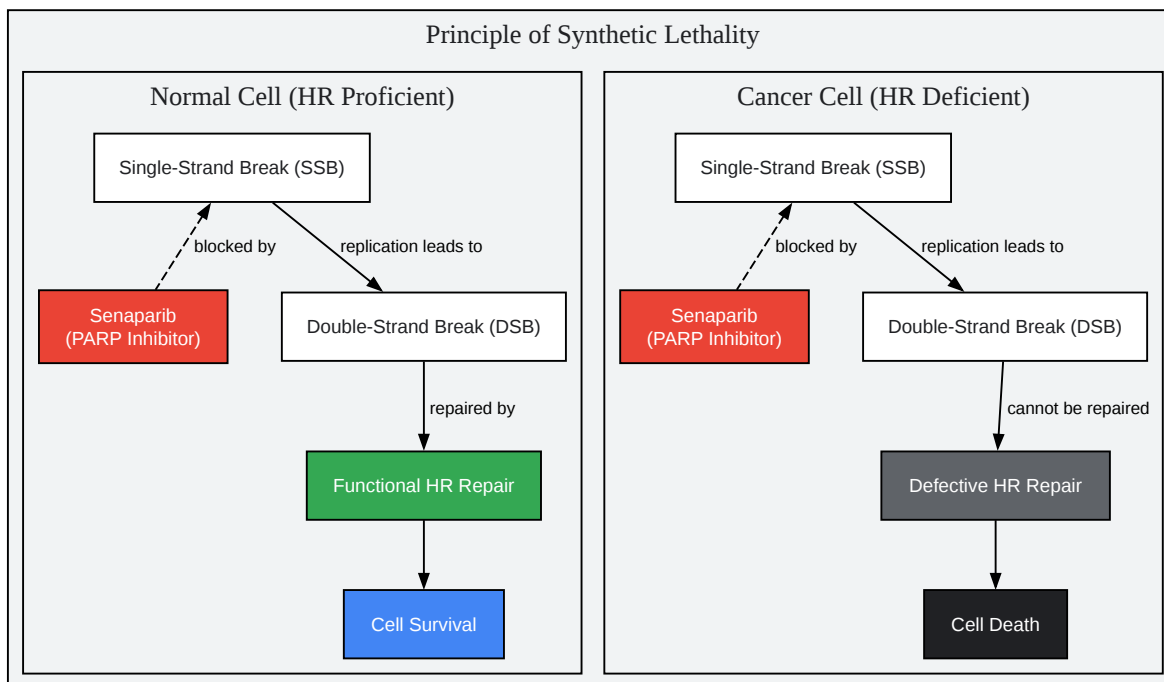 Principle of Synthetic Lethality
Normal Cell (HR Proficient)
Single-Strand Break (SSB)
blocked by
replication leads to
Senaparib
(PARP Inhibitor)
Double-Strand Break (DSB)
repaired by
Functional HR Repair
Cell Survival
Cancer Cell (HR Deficient)
Single-Strand Break (SSB)
blocked by
replication leads to
Senaparib
(PARP Inhibitor)
Double-Strand Break (DSB)
cannot be repaired
Defective HR Repair
Cell Death